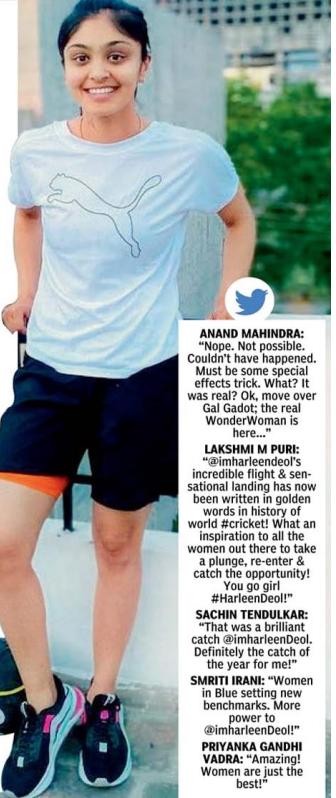 ANAND MAHINDRA:
“Nope. Not possible.
Couldn't have happened.
Must be some special
effects trick. What? It
was real? Ok, move over
Gal Gadot; the real
WonderWoman is
here...”
LAKSHMI M PURI:
“@imharleendeol's
incredible flight & sen-
sational landing has now
been written in golden
words in history of
world #cricket! What an
inspiration to all the
women out there to take
a plunge, re-enter &
catch the opportunity!
You go girl
#HarleenDeol!”
SACHIN TENDULKAR:
“That was a brilliant
catch @imharleenDeol.
Definitely the catch of
the year for me!”
SMRITI IRANI: “Women
in Blue setting new
benchmarks. More
power to
@imharleenDeol!”
PRIYANKA GANDHI
VADRA: “Amazing!
Women are just the
best!”